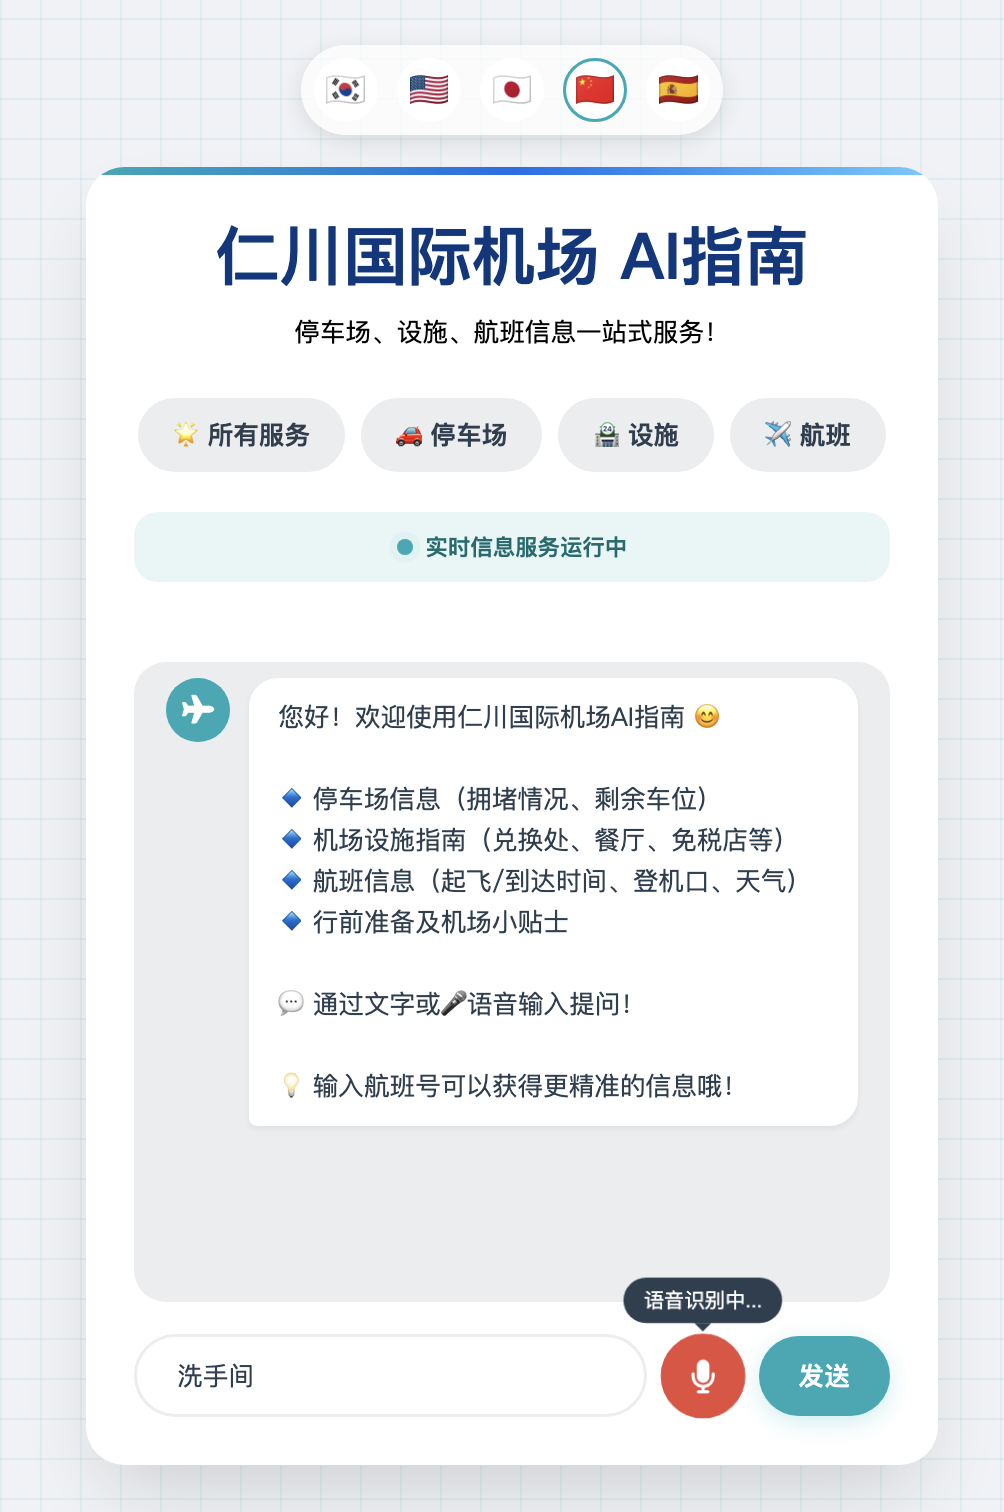 仁川国际机场 AI指南
停车场、设施、航班信息一站式服务！
🌟 所有服务
🚗 停车场
🏪 设施
✈️ 航班
实时信息服务运行中
您好！欢迎使用仁川国际机场AI指南 😊
🔹 停车场信息（拥堵情况、剩余车位）
🔹 机场设施指南（兑换处、餐厅、免税店等）
🔹 航班信息（起飞/到达时间、登机口、天气）
🔹 行前准备及机场小贴士
💬 通过文字或🎤语音输入提问！
💡 输入航班号可以获得更精准的信息哦！
语音识别中...
洗手间
发送